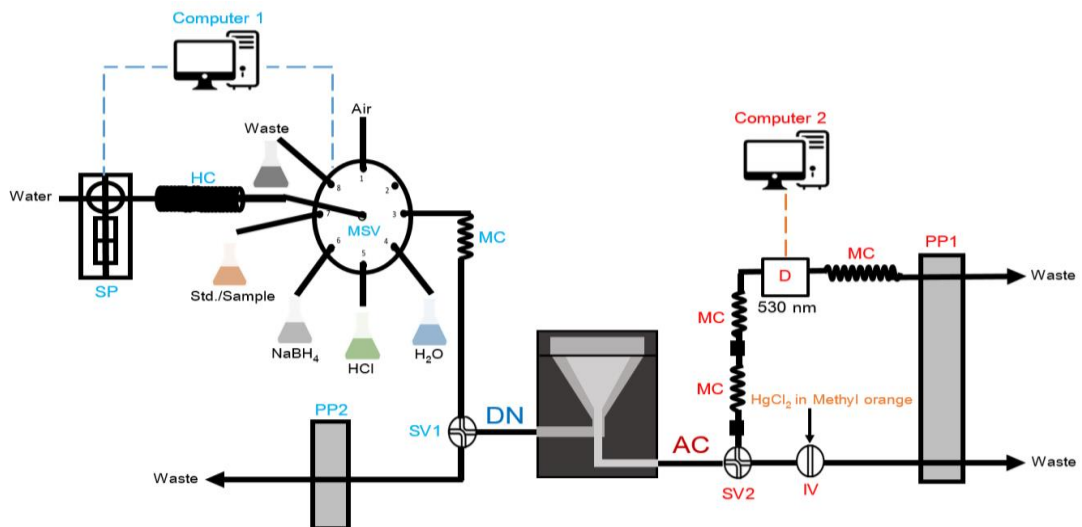 Computer 1
Air
Waste
HC
Water
1
2
3
4
5
6
7
8
MSV
MC
SP
Std./Sample
NaBH₄
HCl
H₂O
Computer 2
MC
PP1
D
Waste
530 nm
MC
MC
HgCl₂ in Methyl orange
PP2
SV1
DN
AC
Waste
SV2
IV
Waste